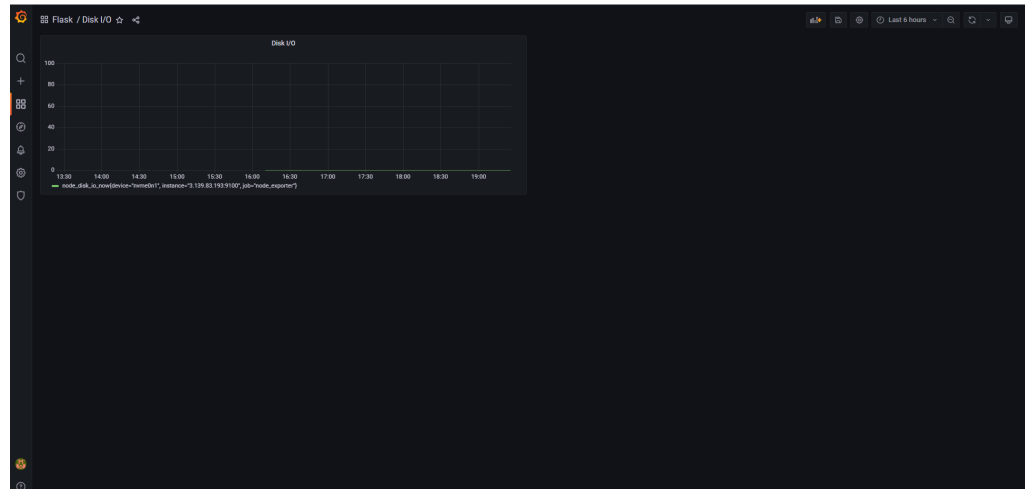 Flask / Disk I/O
Last 6 hours
Disk I/O
100
80
60
40
20
0
13:30 14:00 14:30 15:00 15:30 16:00 16:30 17:00 17:30 18:00 18:30 19:00
node_disk_io_now{device="nvme0n1", instance="3.139.83.193:9100", job="node_exporter"}